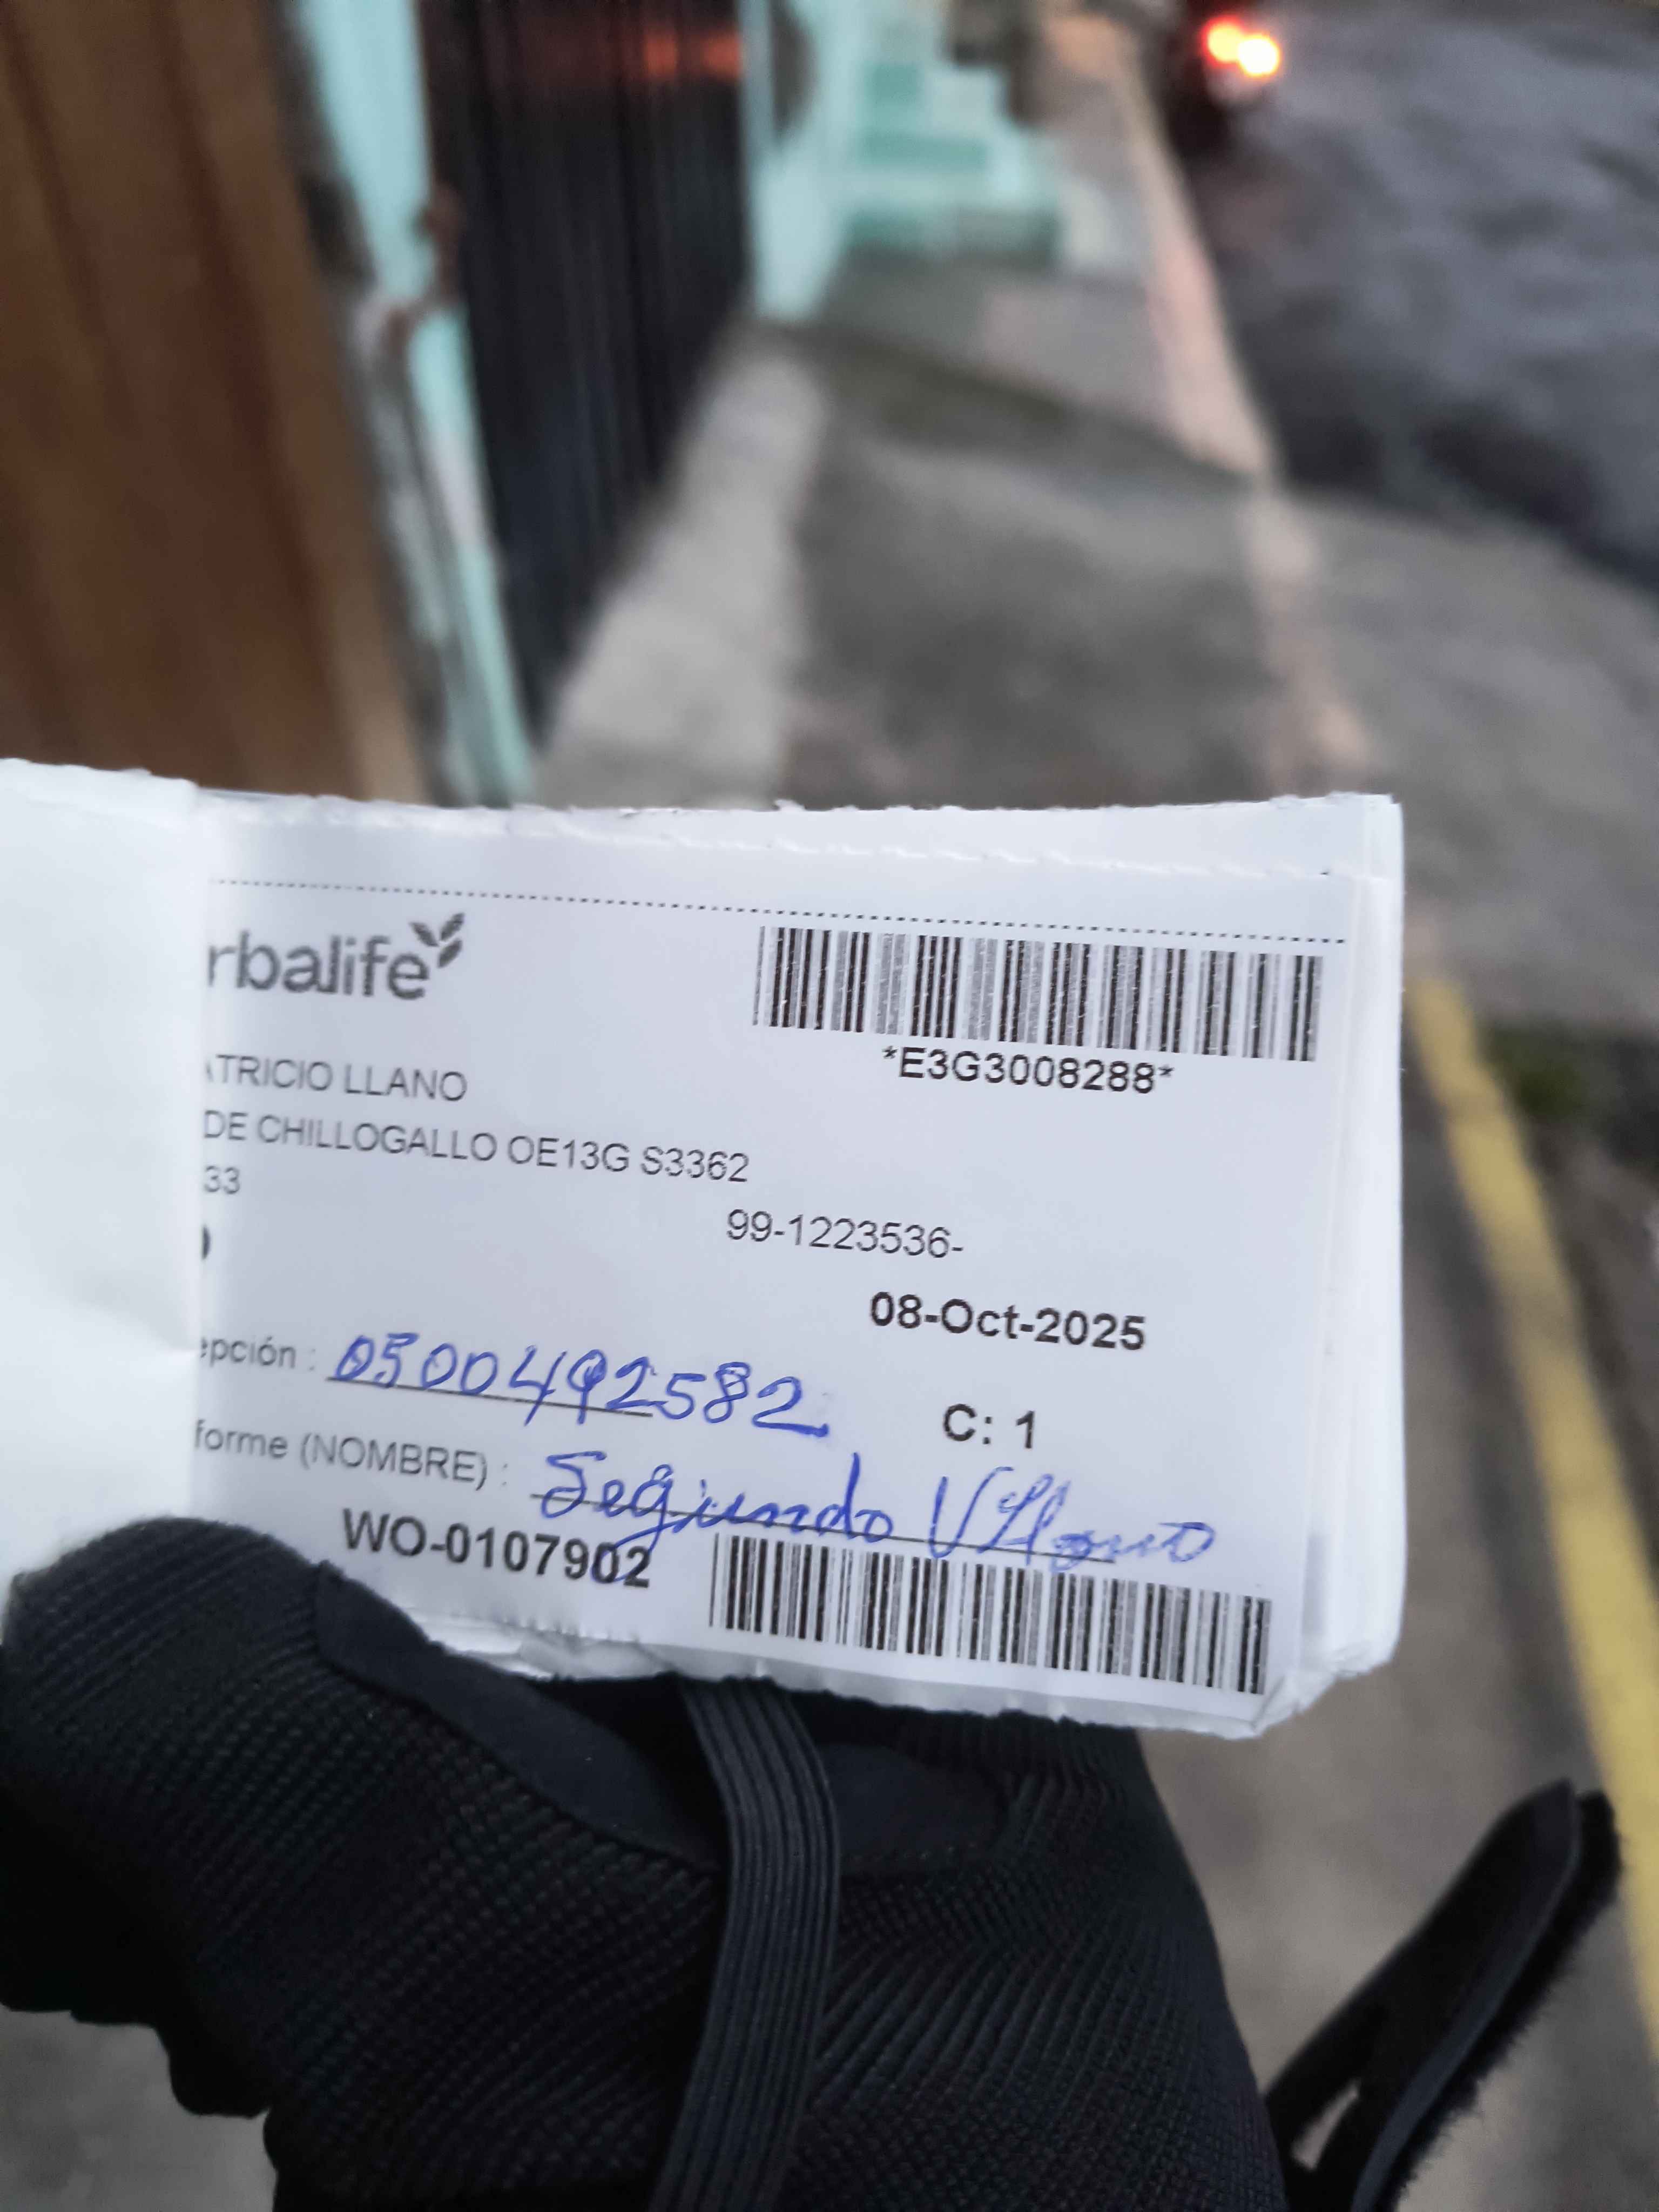 rbalife
*E3G3008288*
ATRICIO LLANO
DE CHILLOGALLO OE13G S3362
33
99-1223536-
08-Oct-2025
epción : 0500492582
C: 1
forme (NOMBRE) : Segundo V Llano
WO-0107902